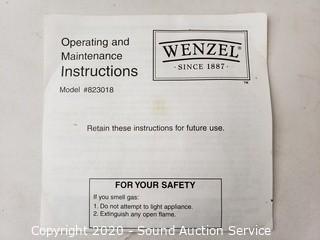 Operating and
Maintenance
Instructions
Model #823018
WENZEL®
· SINCE 1887 ·
™
Retain these instructions for future use.
FOR YOUR SAFETY
If you smell gas:
1. Do not attempt to light appliance.
2. Extinguish any open flame.
Copyright 2020 - Sound Auction Service